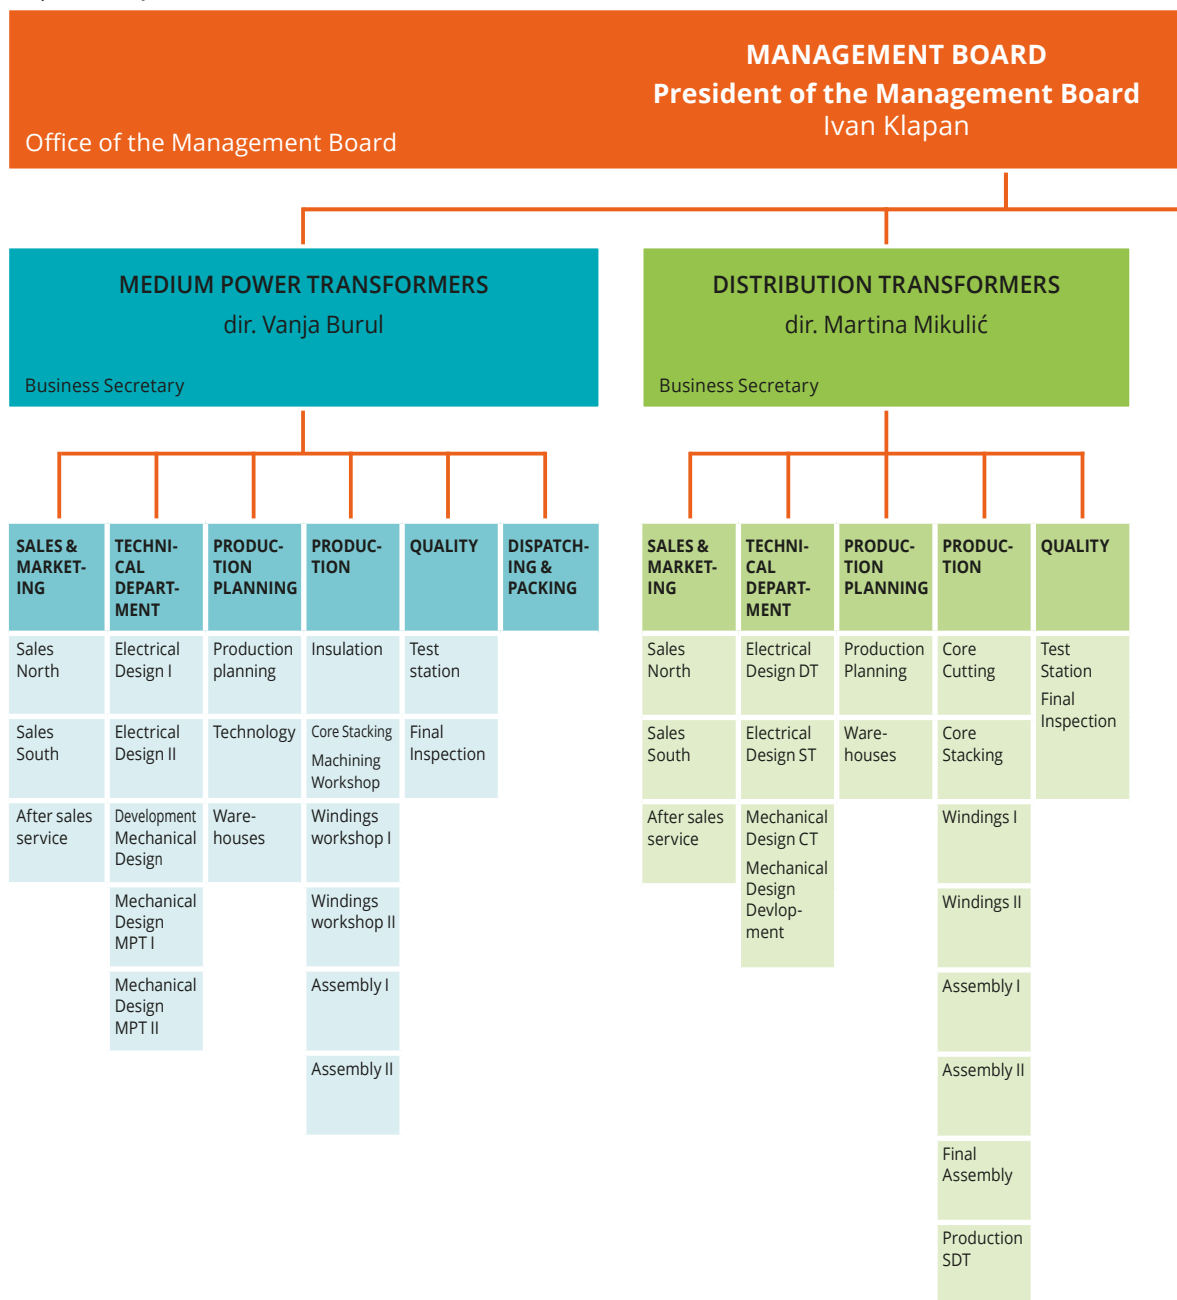 MANAGEMENT BOARD
President of the Management Board
Ivan Klapan
Office of the Management Board
MEDIUM POWER TRANSFORMERS
dir. Vanja Burul
Business Secretary
DISTRIBUTION TRANSFORMERS
dir. Martina Mikulić
Business Secretary
SALES &
MARKET-
ING
TECHNI-
CAL
DEPART-
MENT
PRODUC-
TION
PLANNING
PRODUC-
TION
QUALITY
DISPATCH-
ING &
PACKING
Sales
North
Sales
South
After sales
service
Electrical
Design I
Electrical
Design II
Development
Mechanical
Design
Mechanical
Design
MPT I
Mechanical
Design
MPT II
Production
planning
Technology
Ware-
houses
Insulation
Core Stacking
Machining
Workshop
Windings
workshop I
Windings
workshop II
Assembly I
Assembly II
Test
station
Final
Inspection
SALES &
MARKET-
ING
TECHNI-
CAL
DEPART-
MENT
PRODUC-
TION
PLANNING
PRODUC-
TION
QUALITY
Sales
North
Sales
South
After sales
service
Electrical
Design DT
Electrical
Design ST
Mechanical
Design CT
Mechanical
Design
Devlop-
ment
Production
Planning
Ware-
houses
Core
Cutting
Core
Stacking
Windings I
Windings II
Assembly I
Assembly II
Final
Assembly
Production
SDT
Test
Station
Final
Inspection